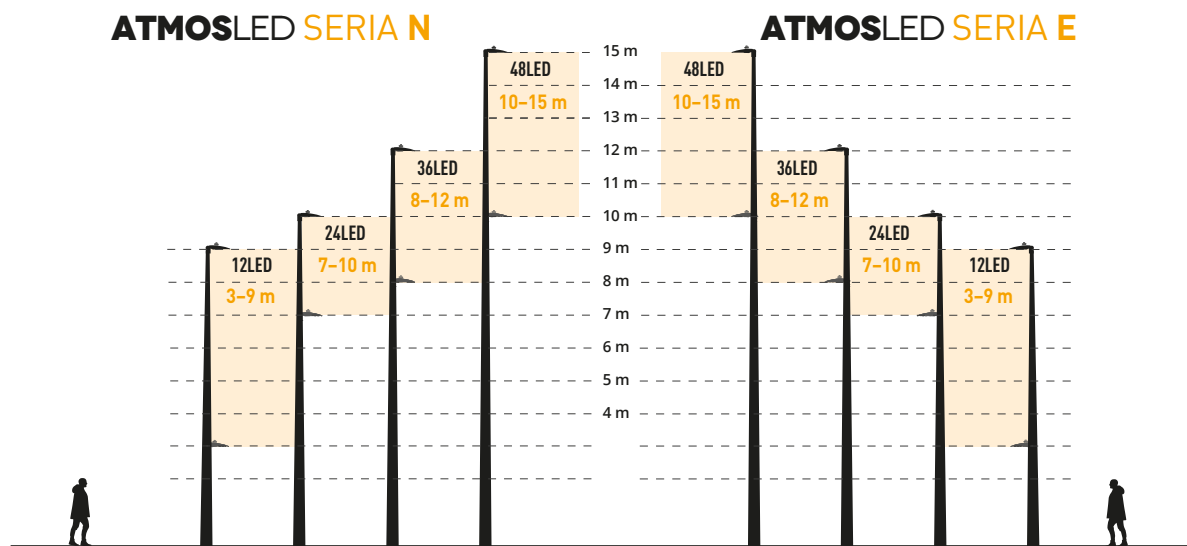 ATMOSLED SERIA N
48LED
10–15 m
36LED
8–12 m
24LED
7–10 m
12LED
3–9 m
15 m
14 m
13 m
12 m
11 m
10 m
9 m
8 m
7 m
6 m
5 m
4 m
ATMOSLED SERIA E
48LED
10–15 m
36LED
8–12 m
24LED
7–10 m
12LED
3–9 m